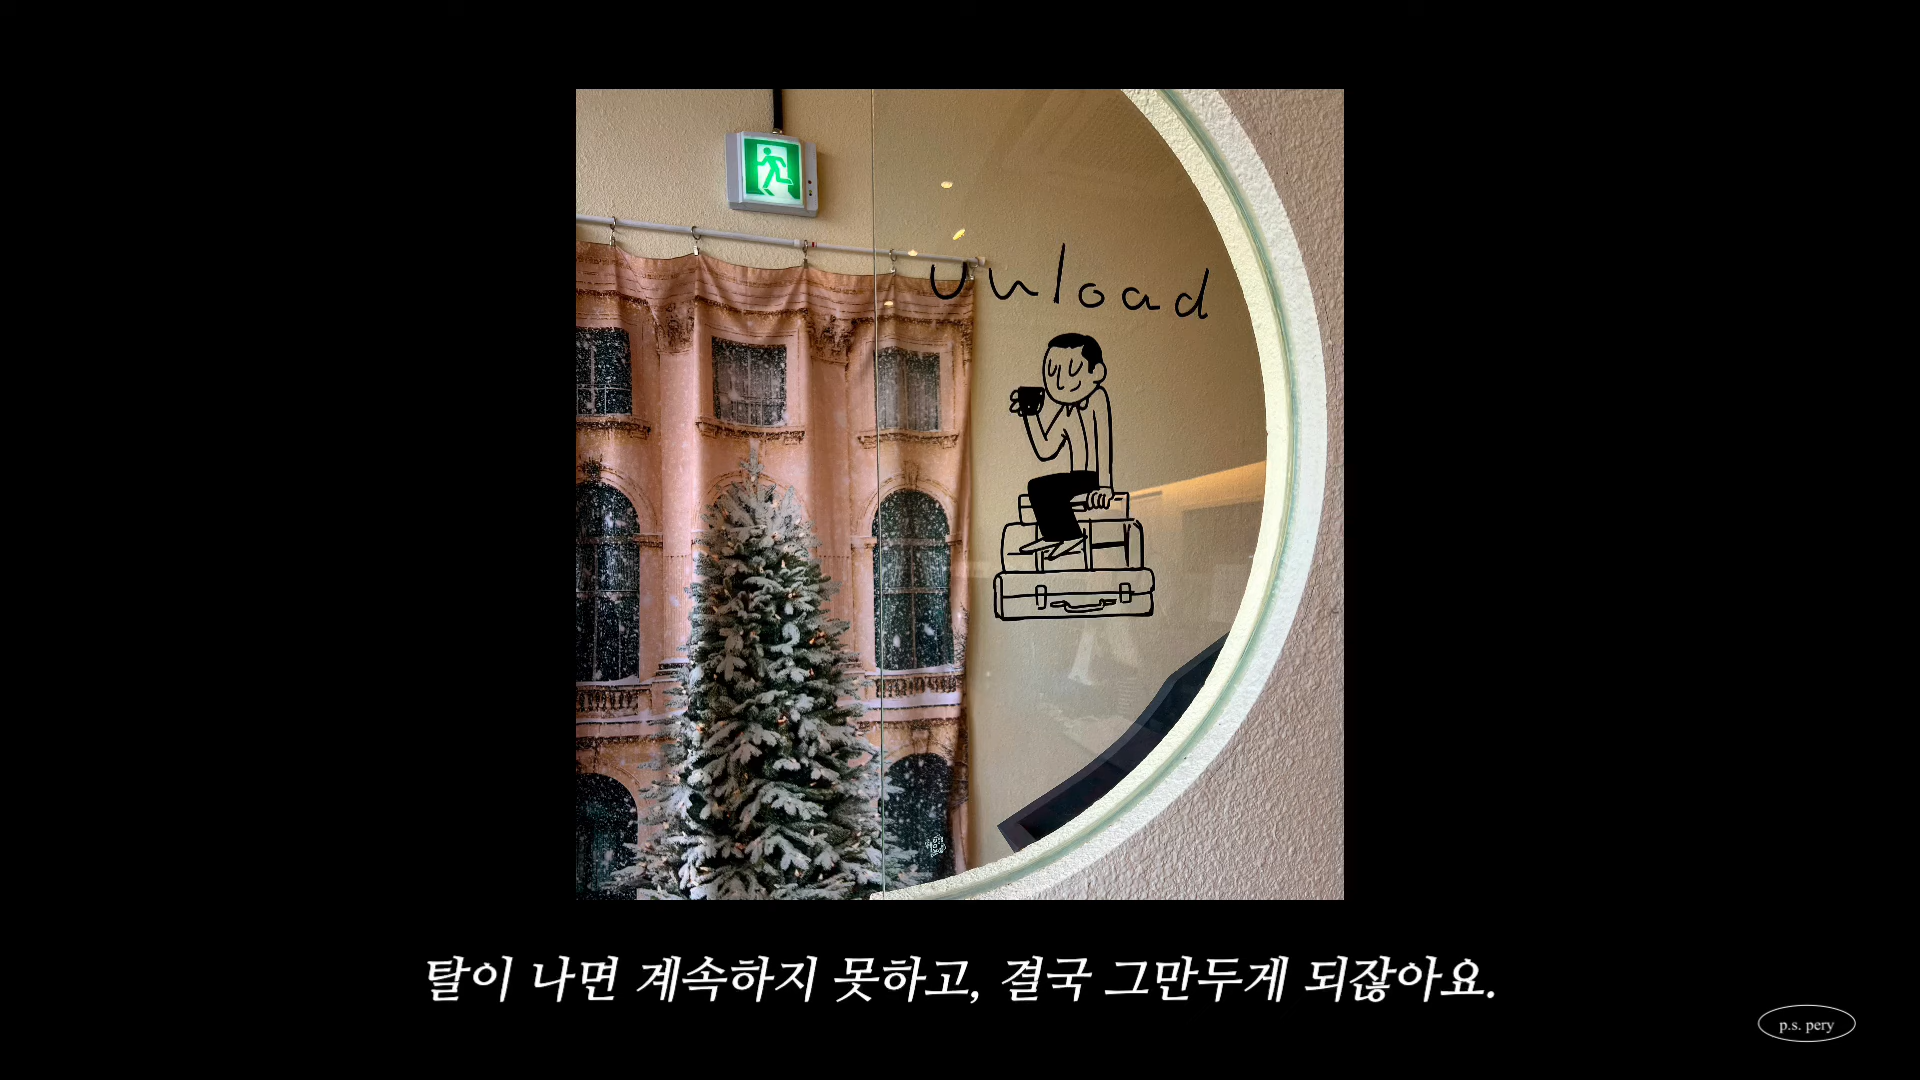 unload
탈이 나면 계속하지 못하고, 결국 그만두게 되잖아요.
p.s. pery